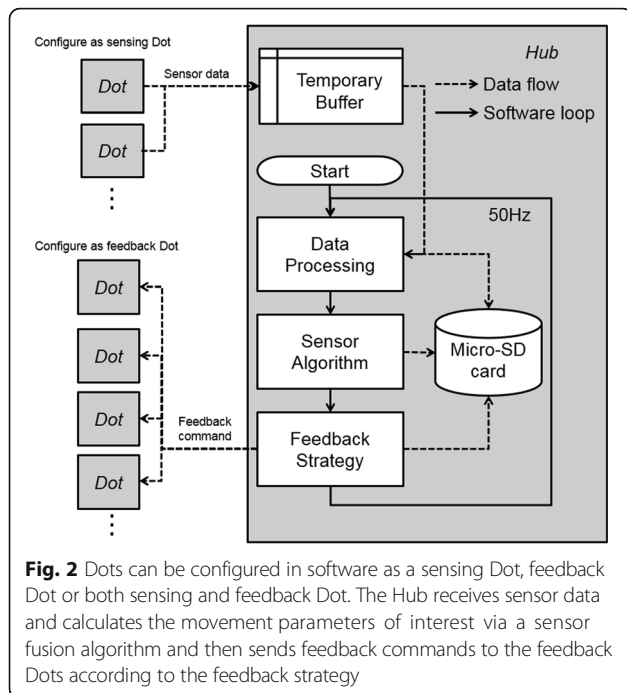 Configure as sensing Dot
Hub
Sensor data
Dot
Temporary
Buffer
Data flow
Software loop
Dot
Start
50Hz
Configure as feedback Dot
Data
Processing
Dot
Dot
Sensor
Algorithm
Micro-SD
card
Dot
Feedback
command
Feedback
Strategy
Dot
Fig. 2 Dots can be configured in software as a sensing Dot, feedback
Dot or both sensing and feedback Dot. The Hub receives sensor data
and calculates the movement parameters of interest via a sensor
fusion algorithm and then sends feedback commands to the feedback
Dots according to the feedback strategy